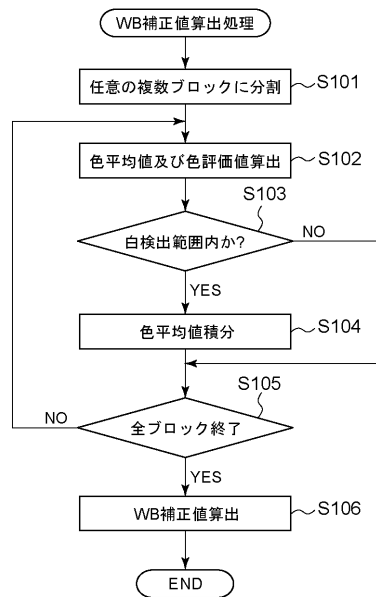 WB補正値算出処理
任意の複数ブロックに分割
S101
色平均値及び色評価値算出
S102
S103
白検出範囲内か?
NO
YES
色平均値積分
S104
S105
NO
全ブロック終了
YES
WB補正値算出
S106
END